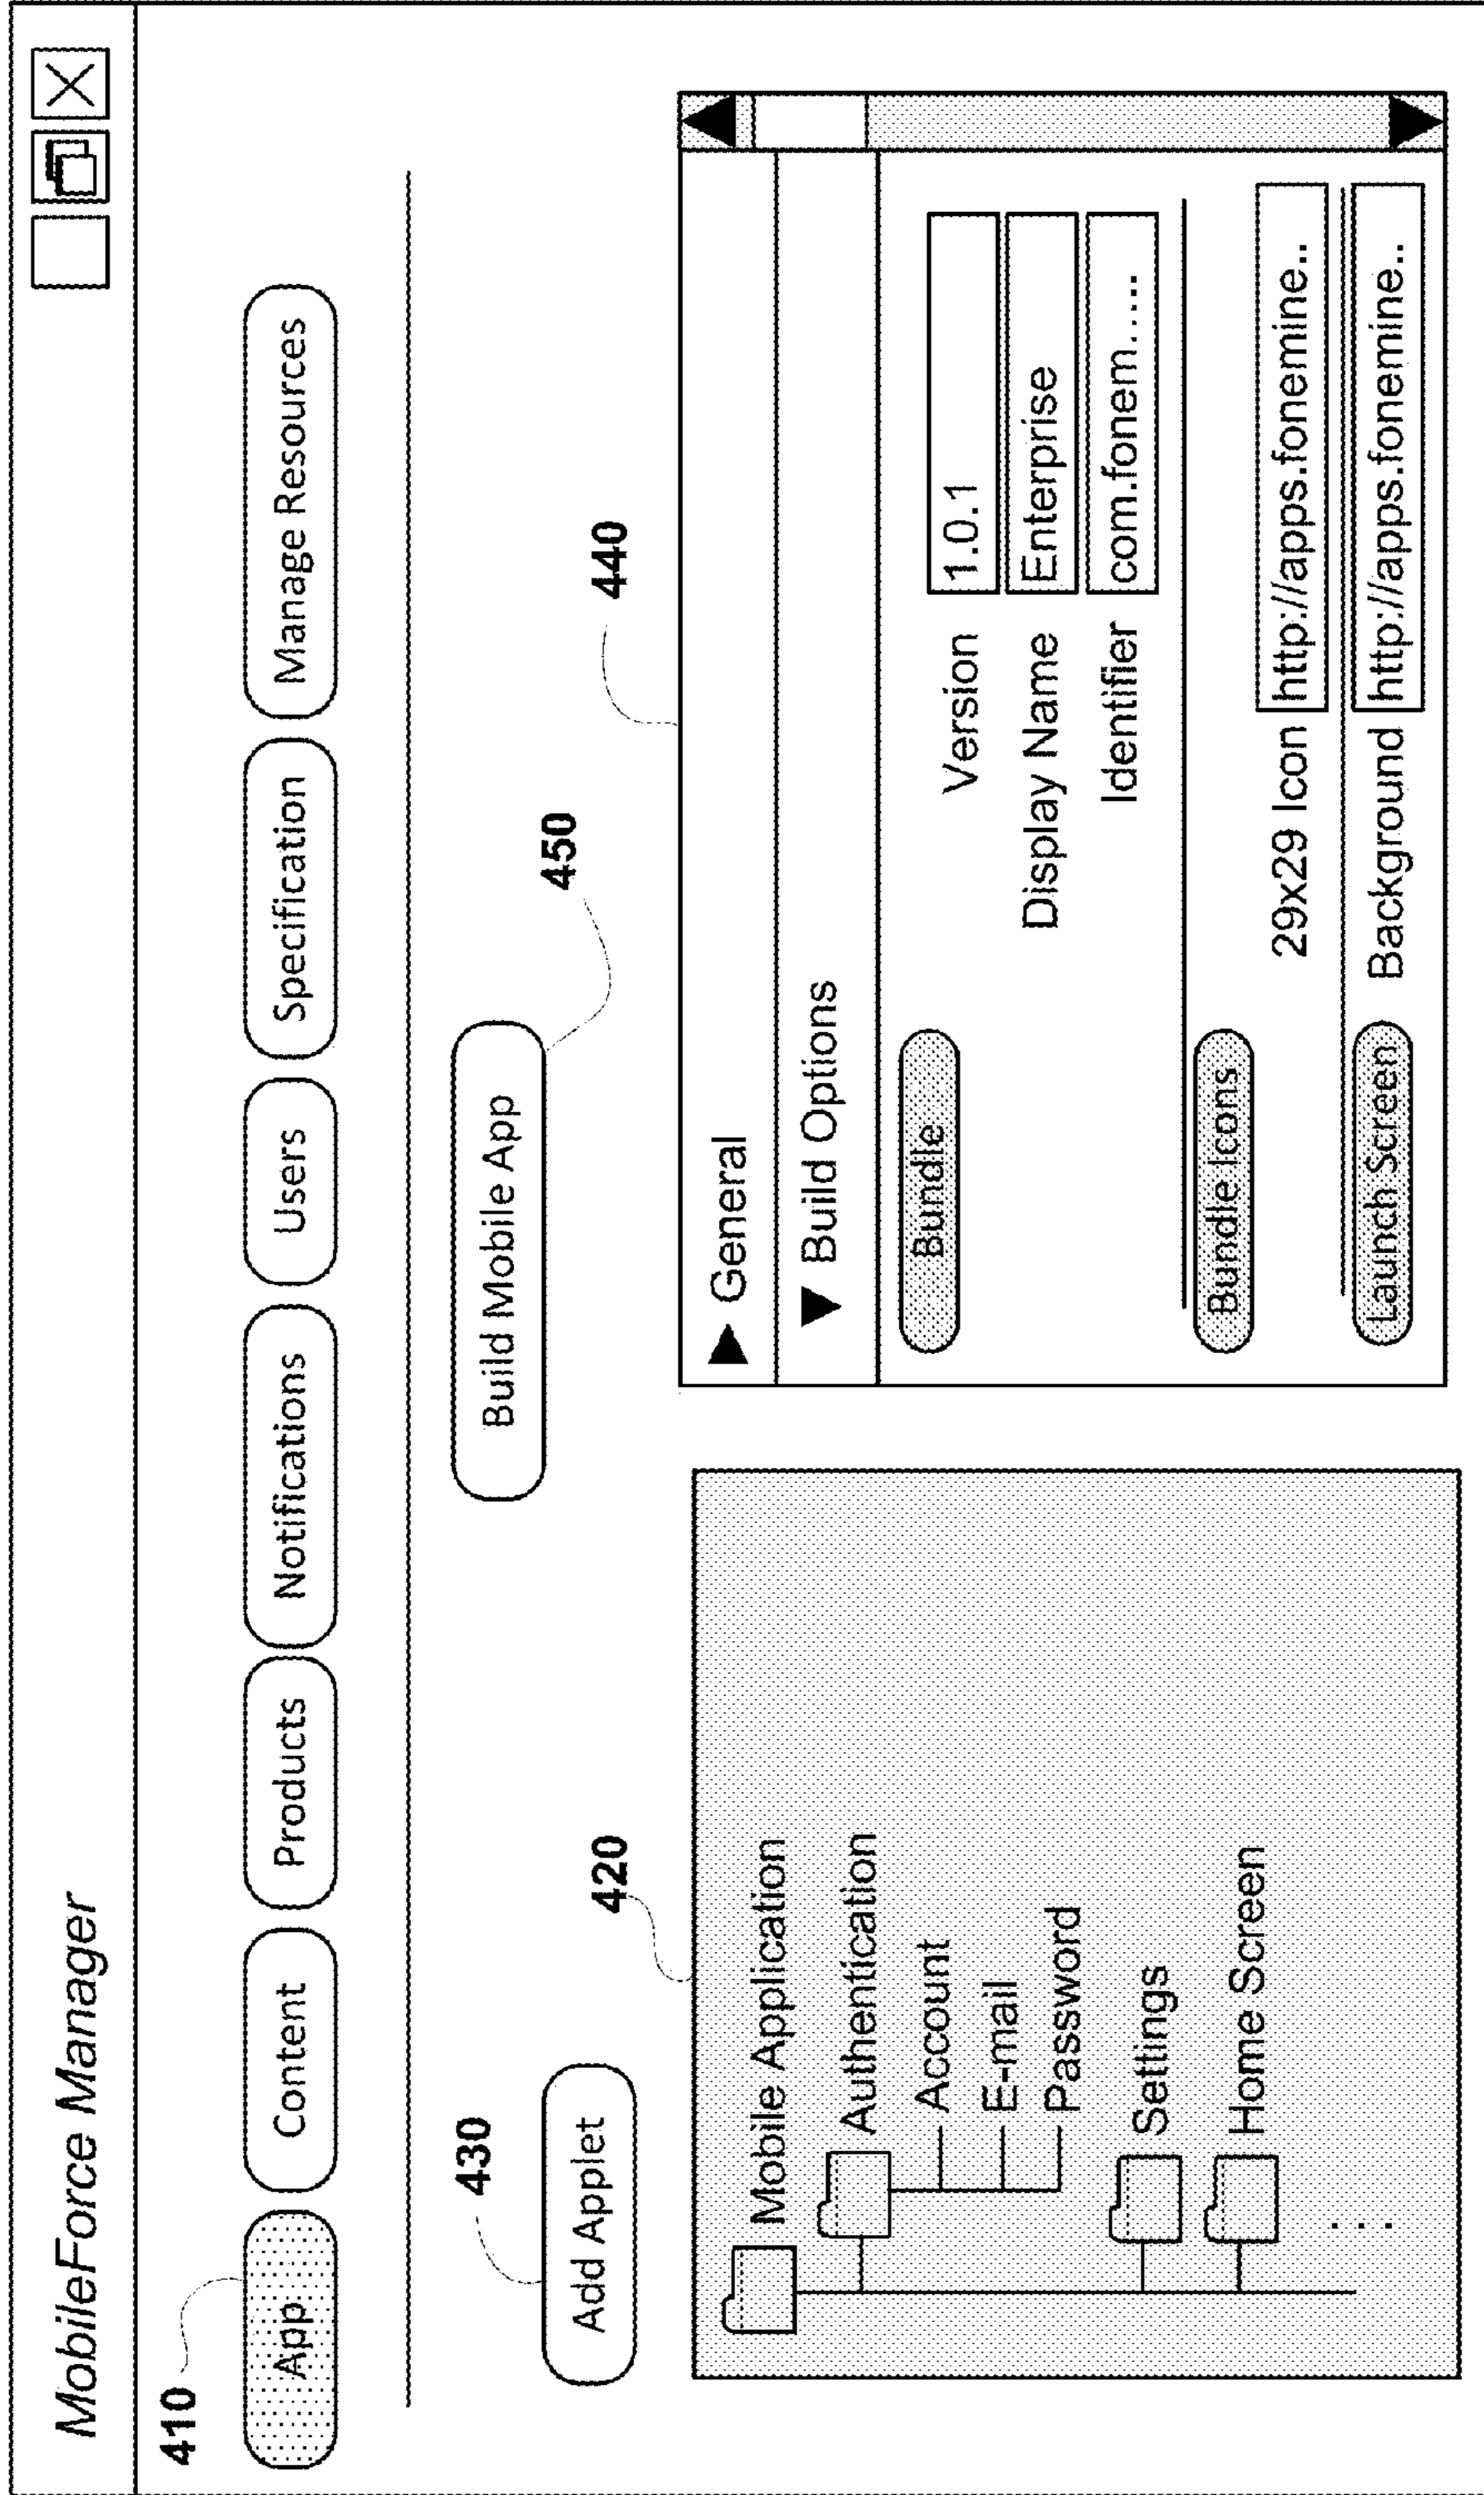 MobileForce Manager
410
App
Content
Products
Notifications
Users
Specification
Manage Resources
430
Add Applet
Build Mobile App
450
420
Mobile Application
Authentication
Account
E-mail
Password
Settings
Home Screen
...
440
▶ General
▼ Build Options
Bundle
Version 1.0.1
Display Name Enterprise
Identifier com.fonem.....
Bundle Icons
29x29 Icon http://apps.fonemine..
Launch Screen Background http://apps.fonemine..